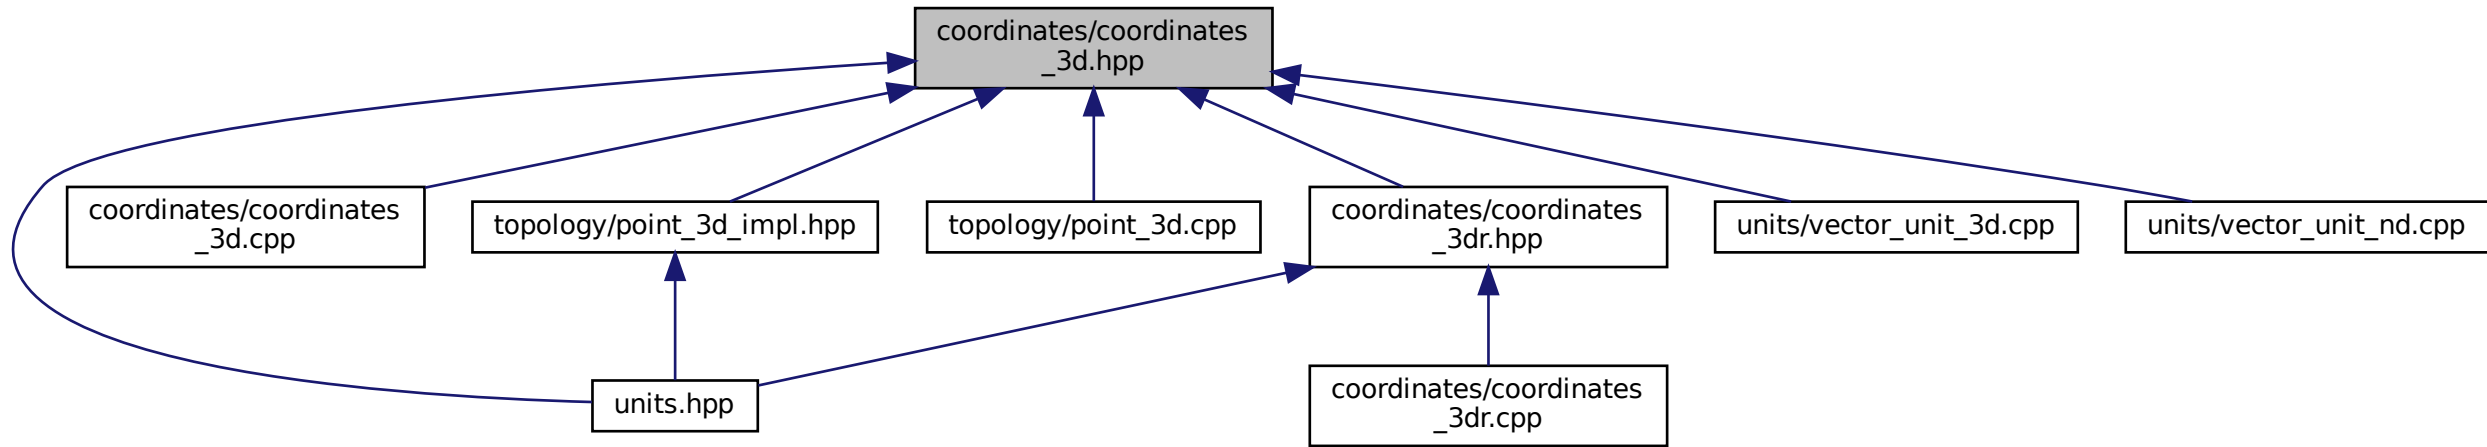 coordinates/coordinates
_3d.hpp
coordinates/coordinates
_3d.cpp
topology/point_3d_impl.hpp
topology/point_3d.cpp
coordinates/coordinates
_3dr.hpp
units/vector_unit_3d.cpp
units/vector_unit_nd.cpp
units.hpp
coordinates/coordinates
_3dr.cpp